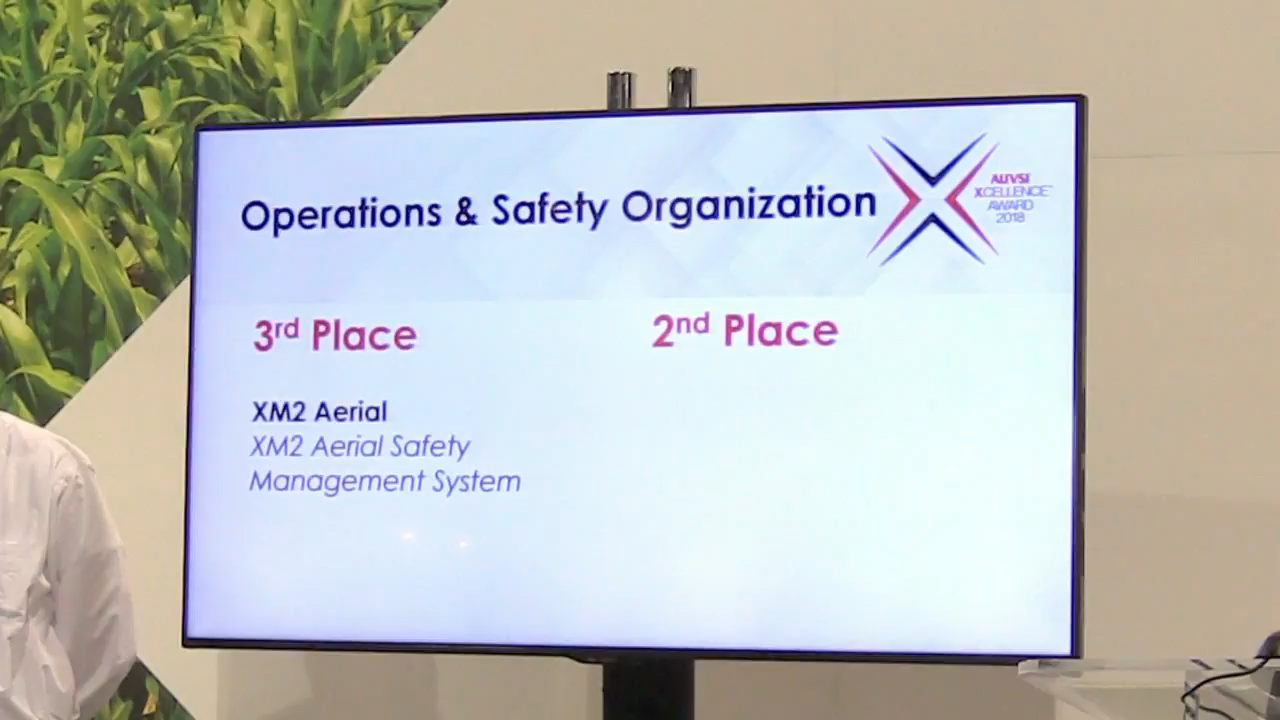 Operations & Safety Organization
AUVSI
XCELLENCE
AWARD
2018
3rd Place
2nd Place
XM2 Aerial
XM2 Aerial Safety
Management System